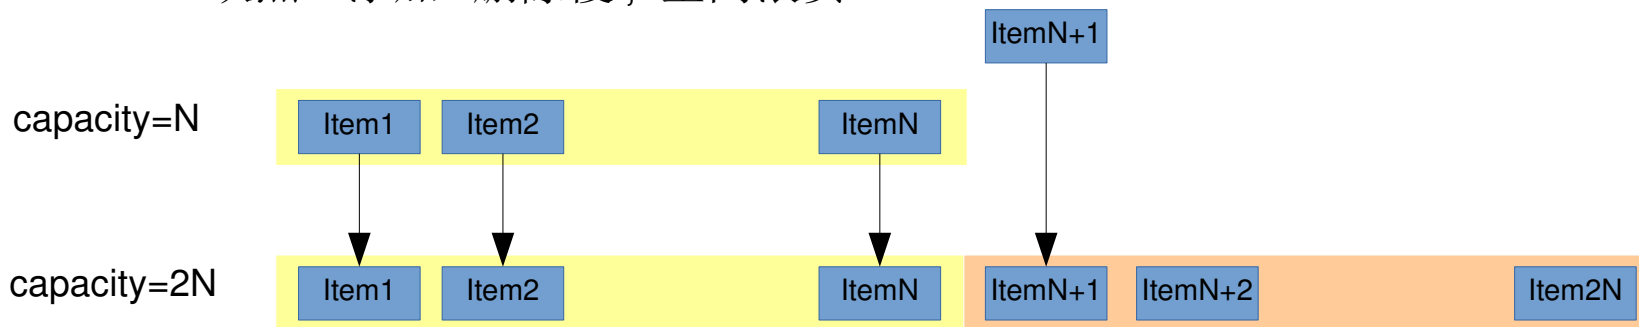 ItemN+1
capacity=N Item1 Item2 ItemN
capacity=2N Item1 Item2 ItemN ItemN+1 ItemN+2 Item2N